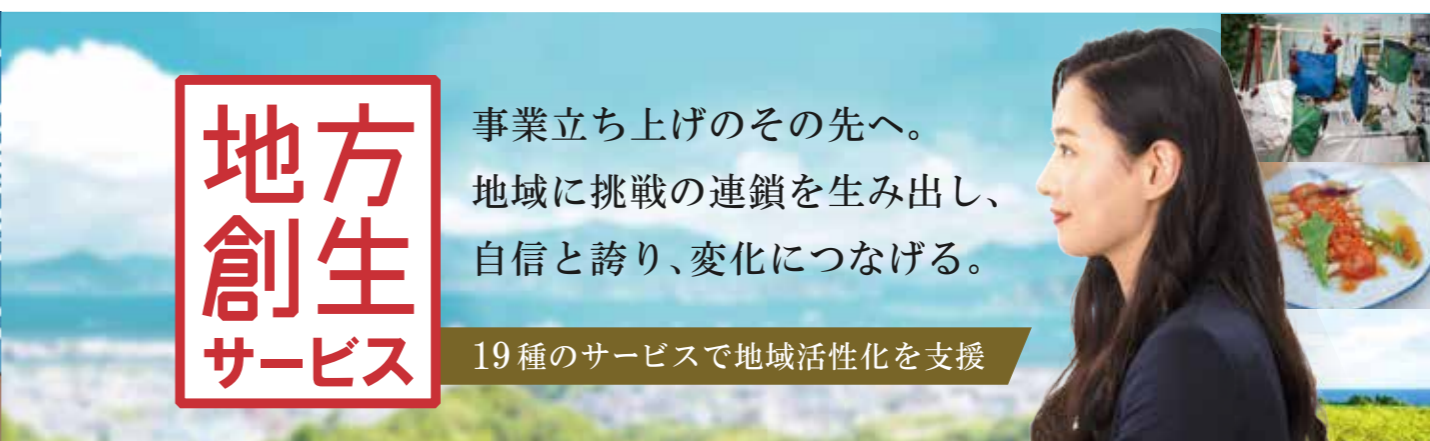 地方
創生
サービス
事業立ち上げのその先へ。
地域に挑戦の連鎖を生み出し、
自信と誇り、変化につなげる。
19種のサービスで地域活性化を支援